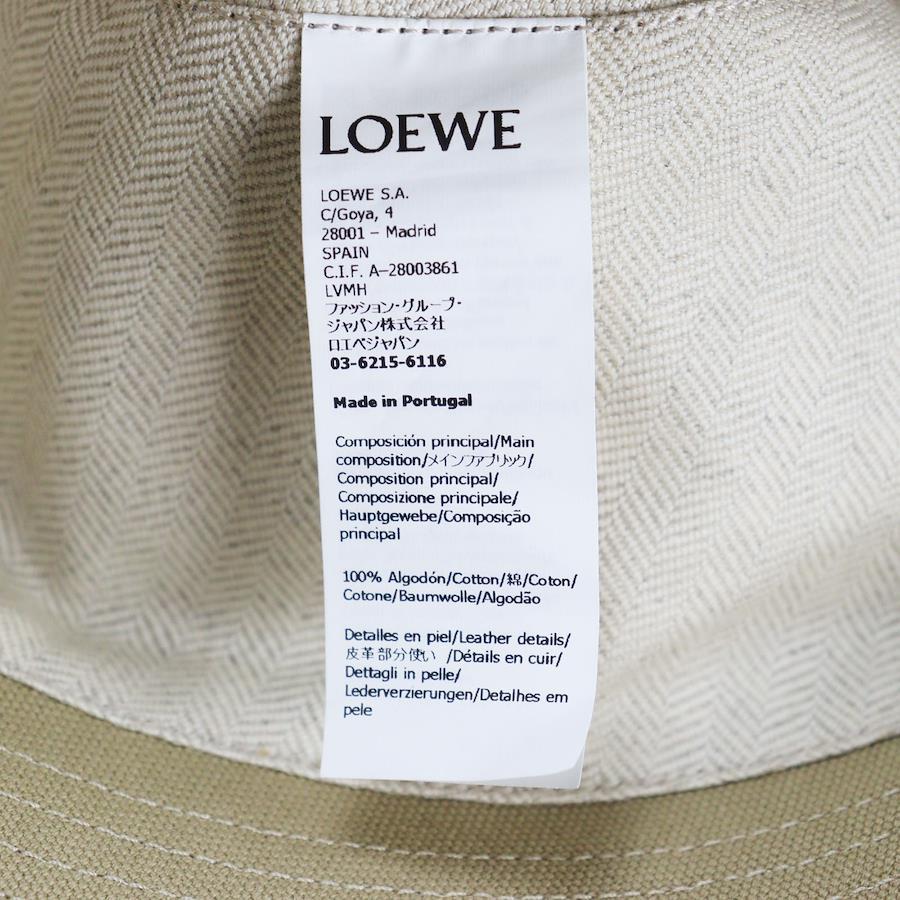 LOEWE
LOEWE S.A.
C/Goya, 4
28001 – Madrid
SPAIN
C.I.F. A–28003861
LVMH
ファッション・グループ・
ジャパン株式会社
ロエベジャパン
03-6215-6116
Made in Portugal
Composición principal/Main
composition/メインファブリック/
Composition principal/
Composizione principale/
Hauptgewebe/Composição
principal
100% Algodón/Cotton/綿/Coton/
Cotone/Baumwolle/Algodão
Detalles en piel/Leather details/
皮革部分使い /Détails en cuir/
Dettagli in pelle/
Lederverzierungen/Detalhes em
pele